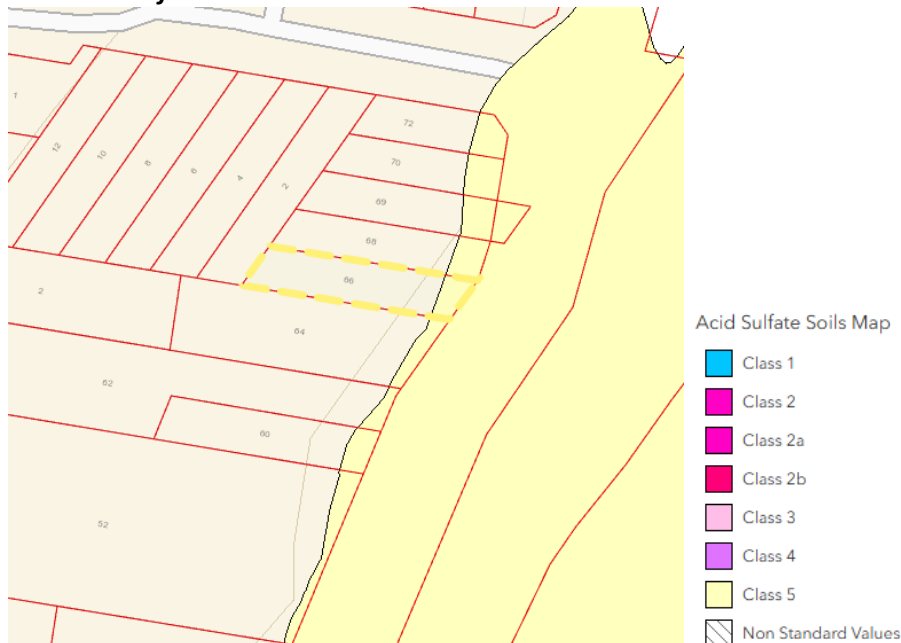 72
70
69
68
66
64
62
60
52
1
12
10
8
6
4
2
2
Acid Sulfate Soils Map
Class 1
Class 2
Class 2a
Class 2b
Class 3
Class 4
Class 5
Non Standard Values